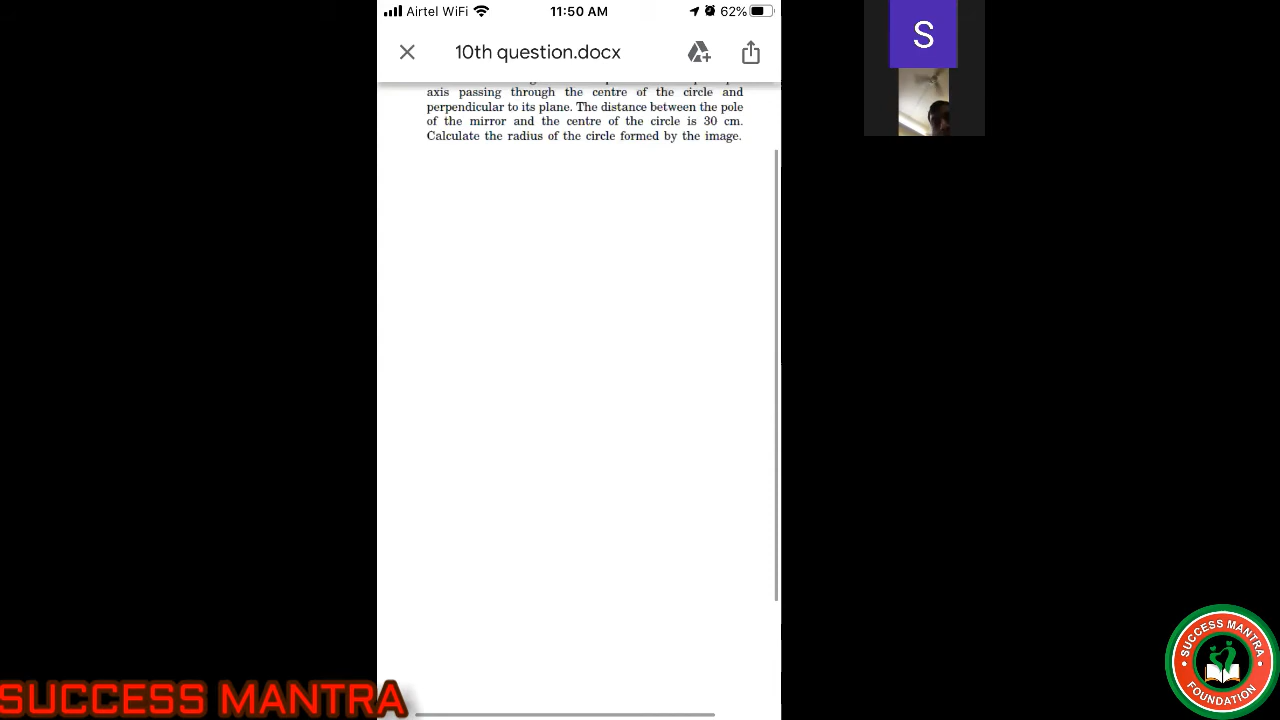 Airtel WiFi 11:50 AM 62%
10th question.docx
axis passing through the centre of the circle and
perpendicular to its plane. The distance between the pole
of the mirror and the centre of the circle is 30 cm.
Calculate the radius of the circle formed by the image.
S
SUCCESS MANTRA
SUCCESS MANTRA
FOUNDATION